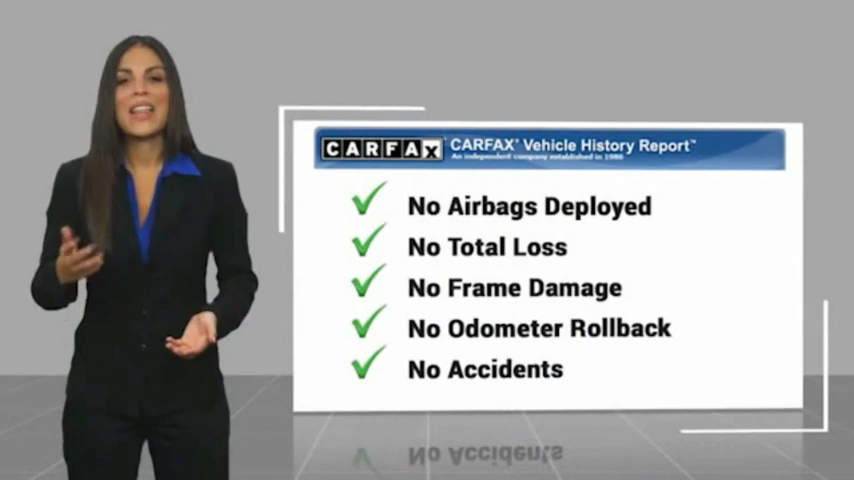 CARFAX CARFAX® Vehicle History Report™
An independent company established in 1986
No Airbags Deployed
No Total Loss
No Frame Damage
No Odometer Rollback
No Accidents
No Accidents